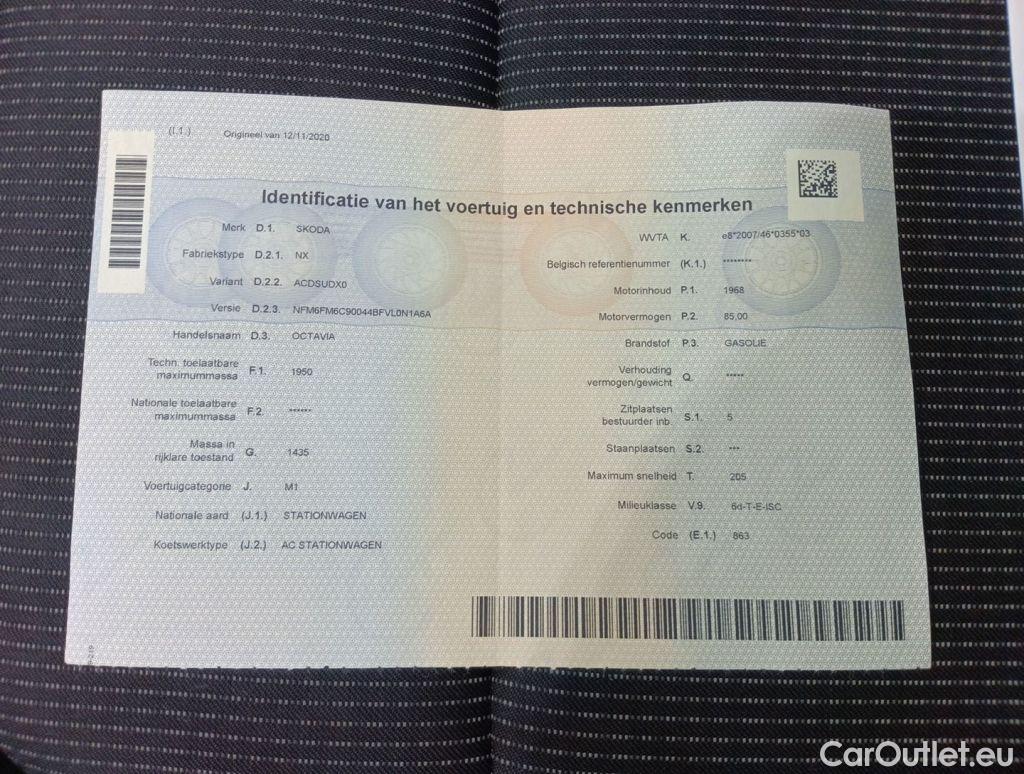 (I.1.) Origineel van 12/11/2020
Identificatie van het voertuig en technische kenmerken
Merk D.1. SKODA
Fabriekstype D.2.1. NX
Variant D.2.2. ACDSUDX0
Versie D.2.3. NFM6FM6C90044BFVL0N1A6A
Handelsnaam D.3. OCTAVIA
Techn. toelaatbare
maximummassa F.1. 1950
Nationale toelaatbare
maximummassa F.2. ******
Massa in
rijklare toestand G. 1435
Voertuigcategorie J. M1
Nationale aard (J.1.) STATIONWAGEN
Koetswerktype (J.2.) AC STATIONWAGEN
WVTA K. e8*2007/46*0355*03
Belgisch referentienummer (K.1.) ********
Motorinhoud P.1. 1968
Motorvermogen P.2. 85,00
Brandstof P.3. GASOLIE
Verhouding
vermogen/gewicht Q. *****
Zitplaatsen
bestuurder inb. S.1. 5
Staanplaatsen S.2. ***
Maximum snelheid T. 205
Milieuklasse V.9. 6d-T-E-ISC
Code (E.1.) 863
CarOutlet.eu